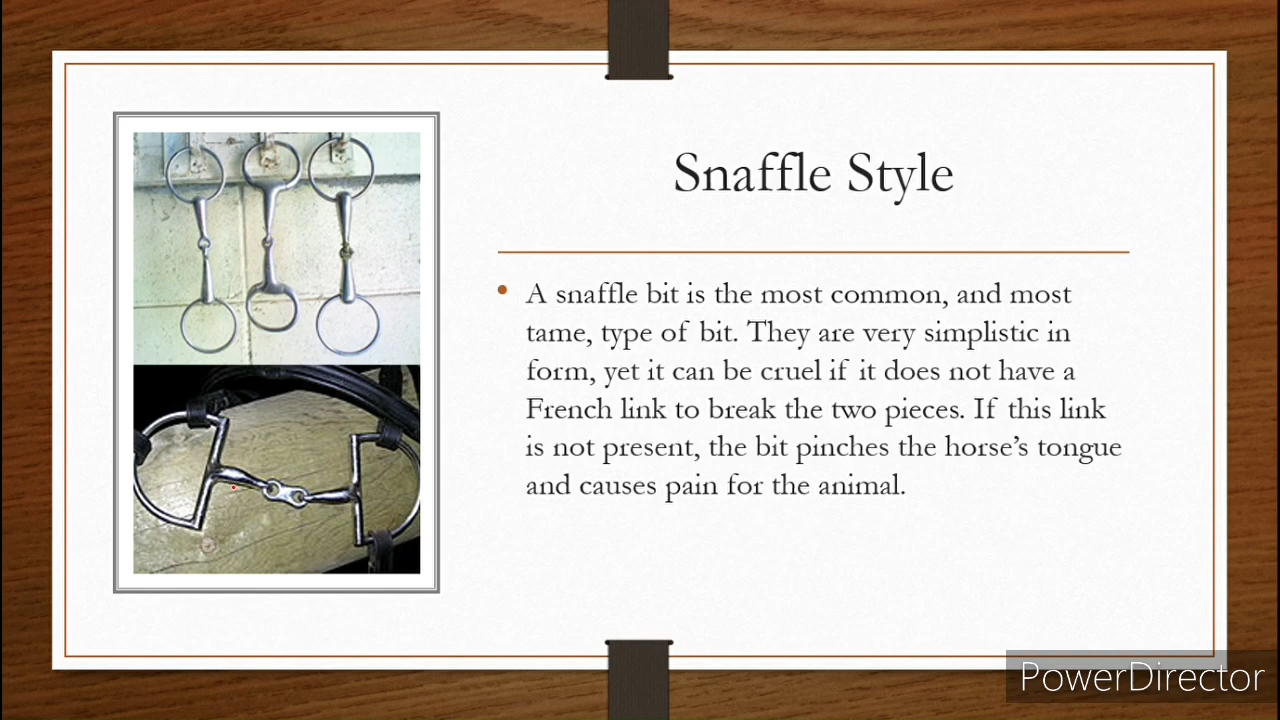 Snaffle Style
• A snaffle bit is the most common, and most
tame, type of bit. They are very simplistic in
form, yet it can be cruel if it does not have a
French link to break the two pieces. If this link
is not present, the bit pinches the horse’s tongue
and causes pain for the animal.
PowerDirector